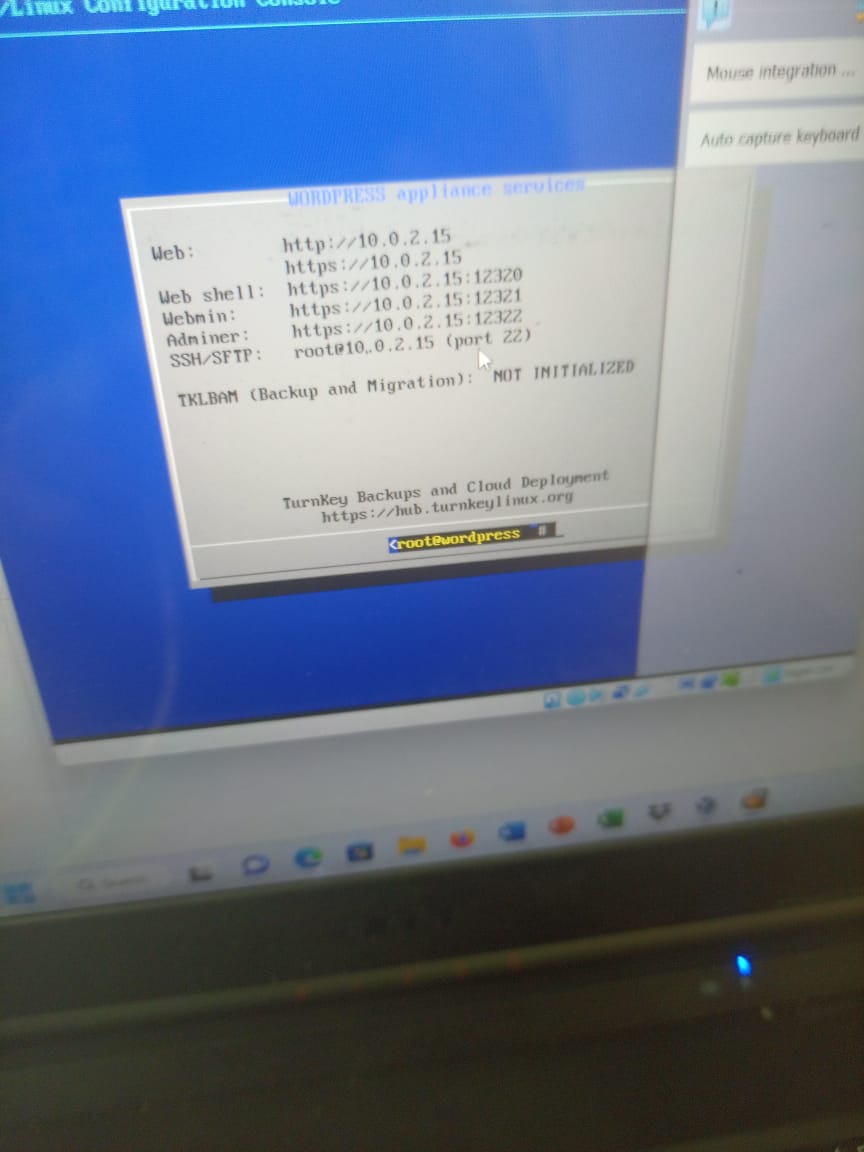 /Linux Configuration Console
Mouse integration ...
Auto capture keyboard
WORDPRESS appliance services
Web: http://10.0.2.15
https://10.0.2.15
Web shell: https://10.0.2.15:12320
Webmin: https://10.0.2.15:12321
Adminer: https://10.0.2.15:12322
SSH/SFTP: root@10.0.2.15 (port 22)
TKLBAM (Backup and Migration): NOT INITIALIZED
TurnKey Backups and Cloud Deployment
https://hub.turnkeylinux.org
<root@wordpress ~#
Search